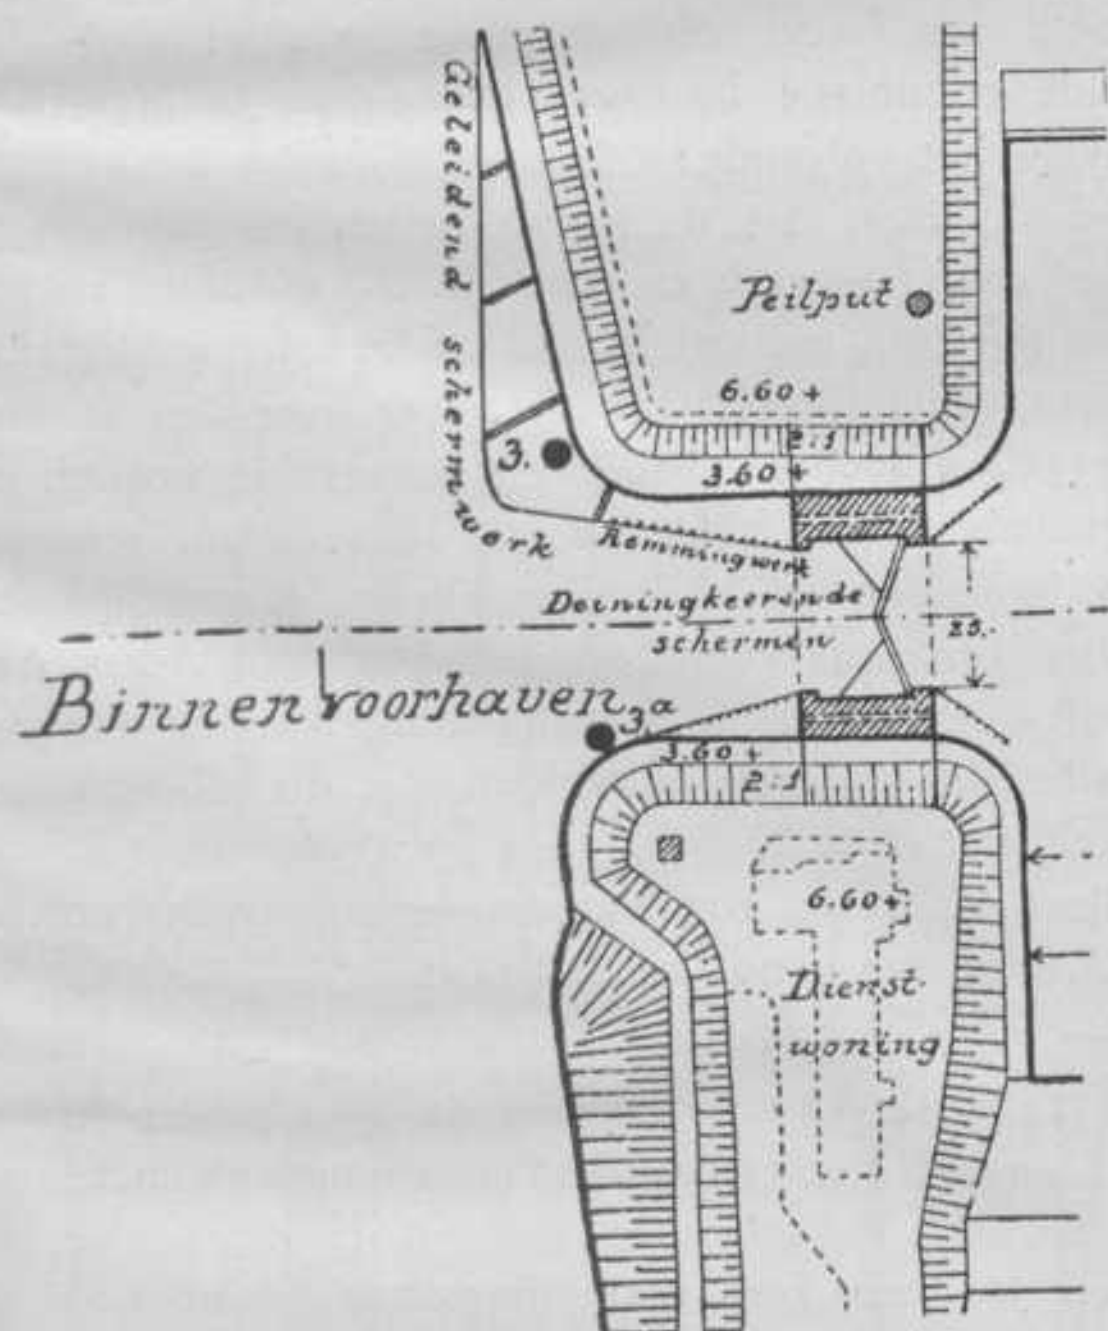 Geleidend schermwerk
Peilput
6.60 +
2:1
3.
3.60 +
Remmingwerk
Deiningkeerende
schermen
25.-
Binnen voorhaven
3a
3.60 +
2:1
6.60 +
Dienst-
woning